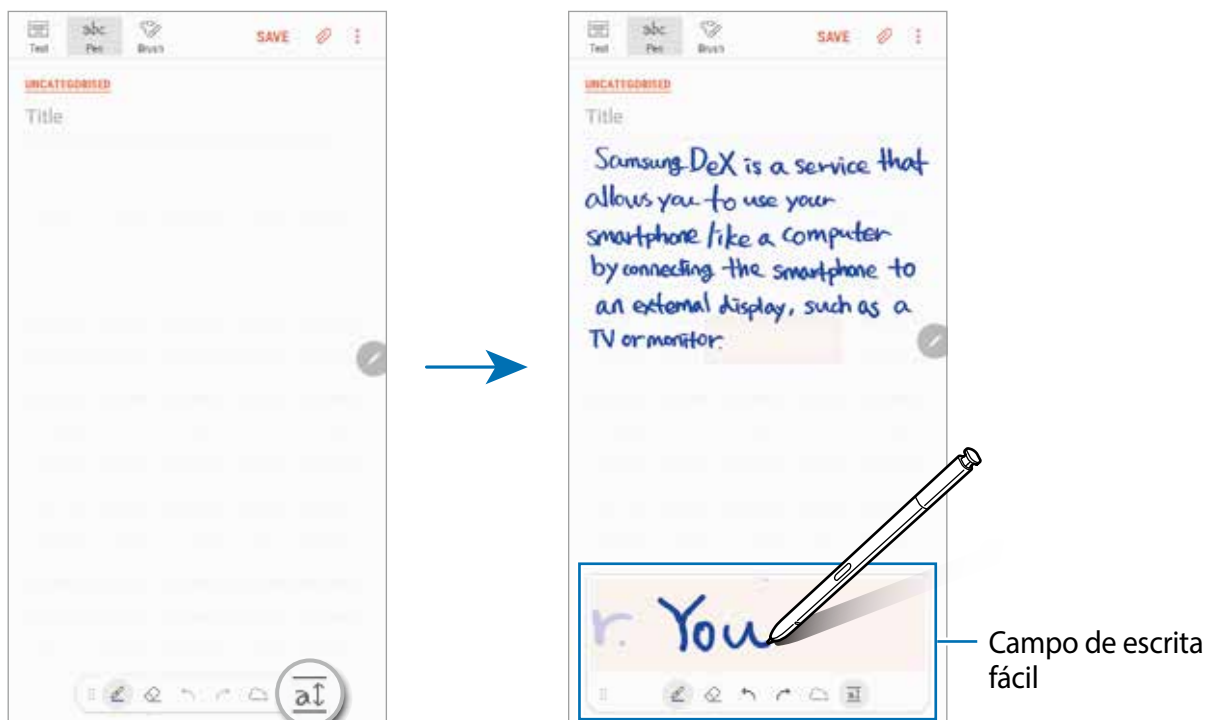 Text
abc
Pen
Brush
SAVE
UNCATEGORISED
Title
a
Text
abc
Pen
Brush
SAVE
UNCATEGORISED
Title
Samsung DeX is a service that
allows you to use your
smartphone like a computer
by connecting the smartphone to
an external display, such as a
TV or monitor.
r. You
a
Campo de escrita
fácil